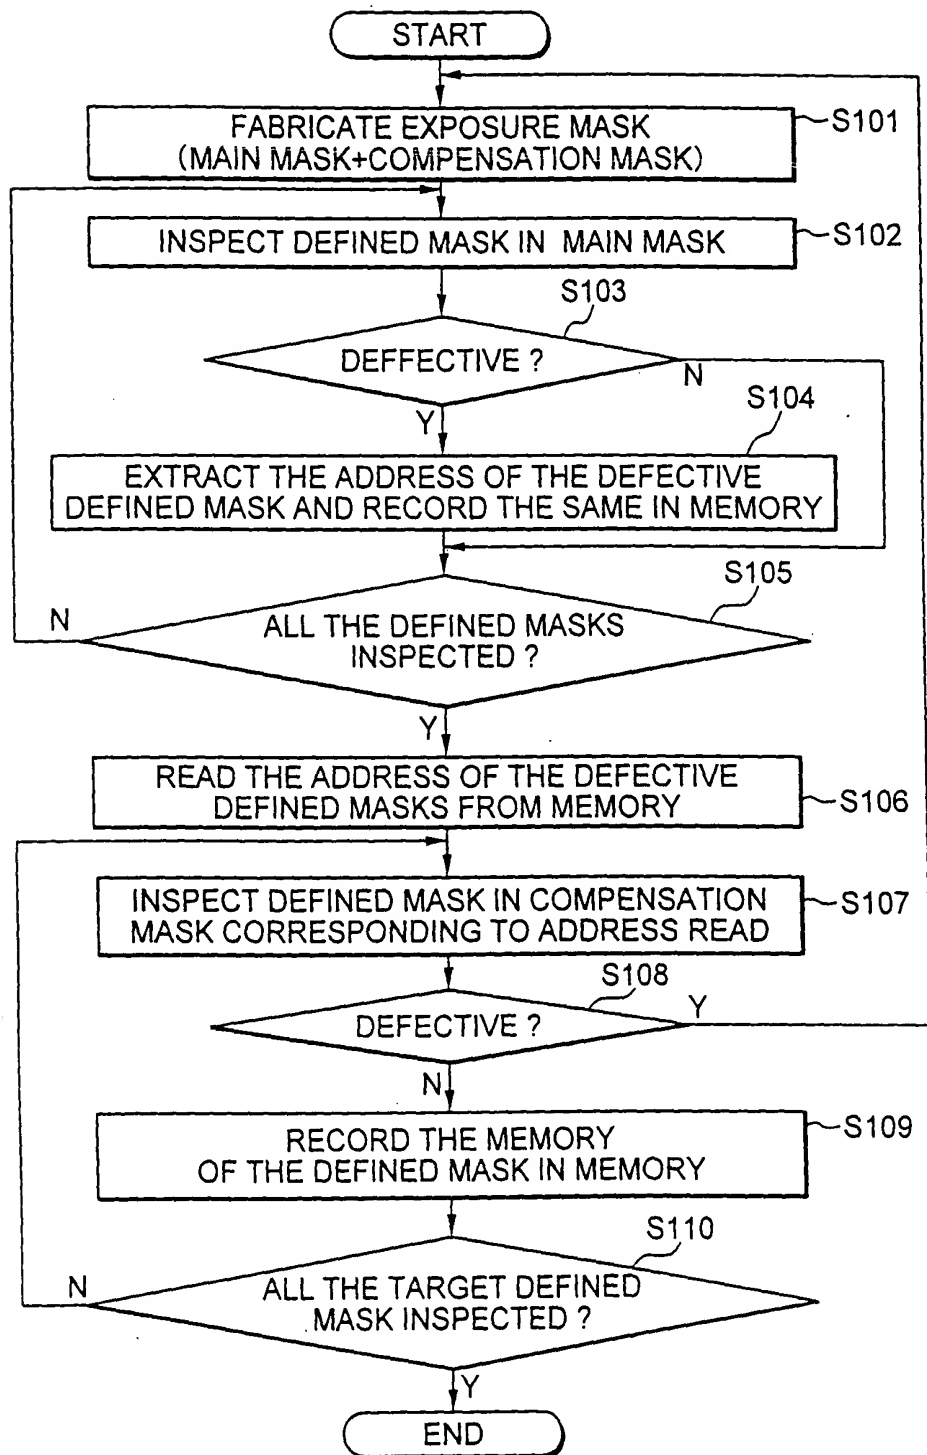 START
FABRICATE EXPOSURE MASK
(MAIN MASK+COMPENSATION MASK)
S101
INSPECT DEFINED MASK IN MAIN MASK
S102
S103
DEFFECTIVE ?
N
Y
S104
EXTRACT THE ADDRESS OF THE DEFECTIVE
DEFINED MASK AND RECORD THE SAME IN MEMORY
S105
N
ALL THE DEFINED MASKS
INSPECTED ?
Y
READ THE ADDRESS OF THE DEFECTIVE
DEFINED MASKS FROM MEMORY
S106
INSPECT DEFINED MASK IN COMPENSATION
MASK CORRESPONDING TO ADDRESS READ
S107
S108
Y
DEFECTIVE ?
N
RECORD THE MEMORY
OF THE DEFINED MASK IN MEMORY
S109
S110
N
ALL THE TARGET DEFINED
MASK INSPECTED ?
Y
END